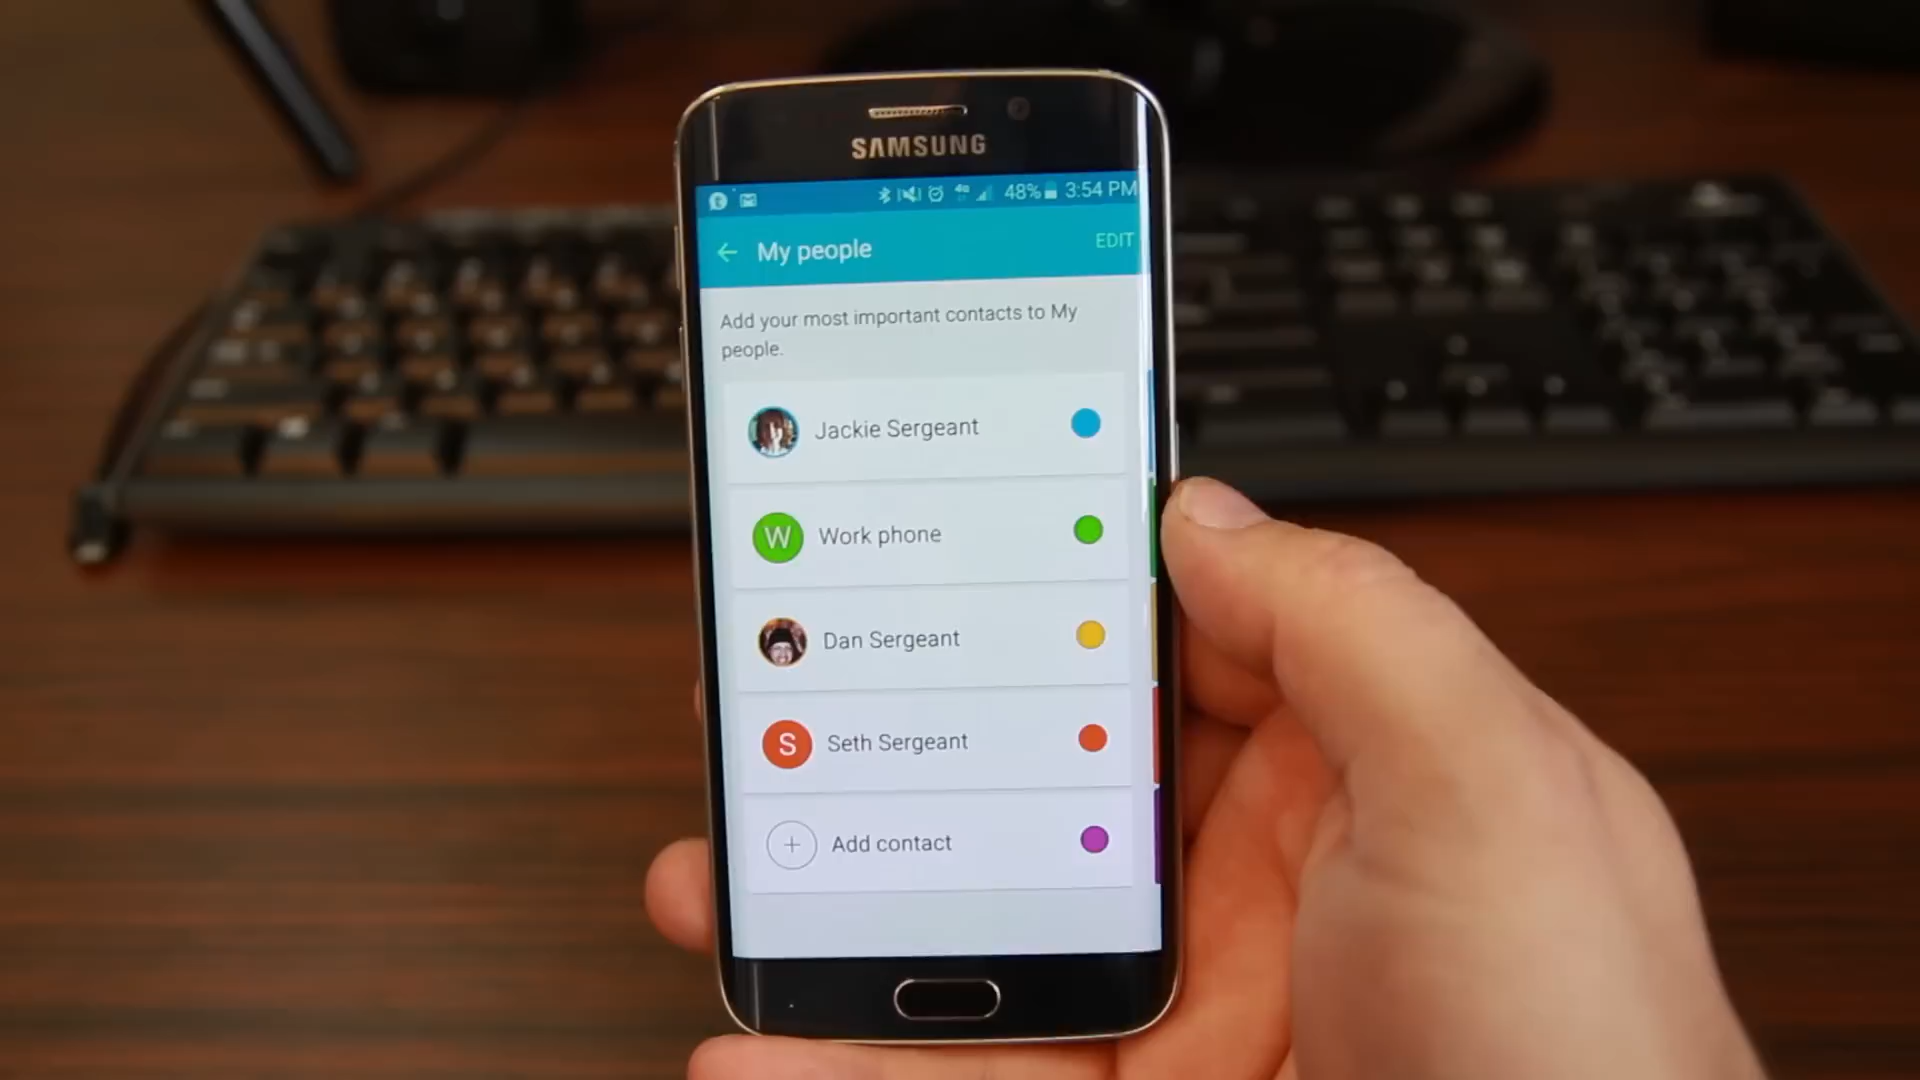 SAMSUNG
48% 3:54 PM
My people
EDIT
Add your most important contacts to My
people.
Jackie Sergeant
W Work phone
Dan Sergeant
S Seth Sergeant
+ Add contact